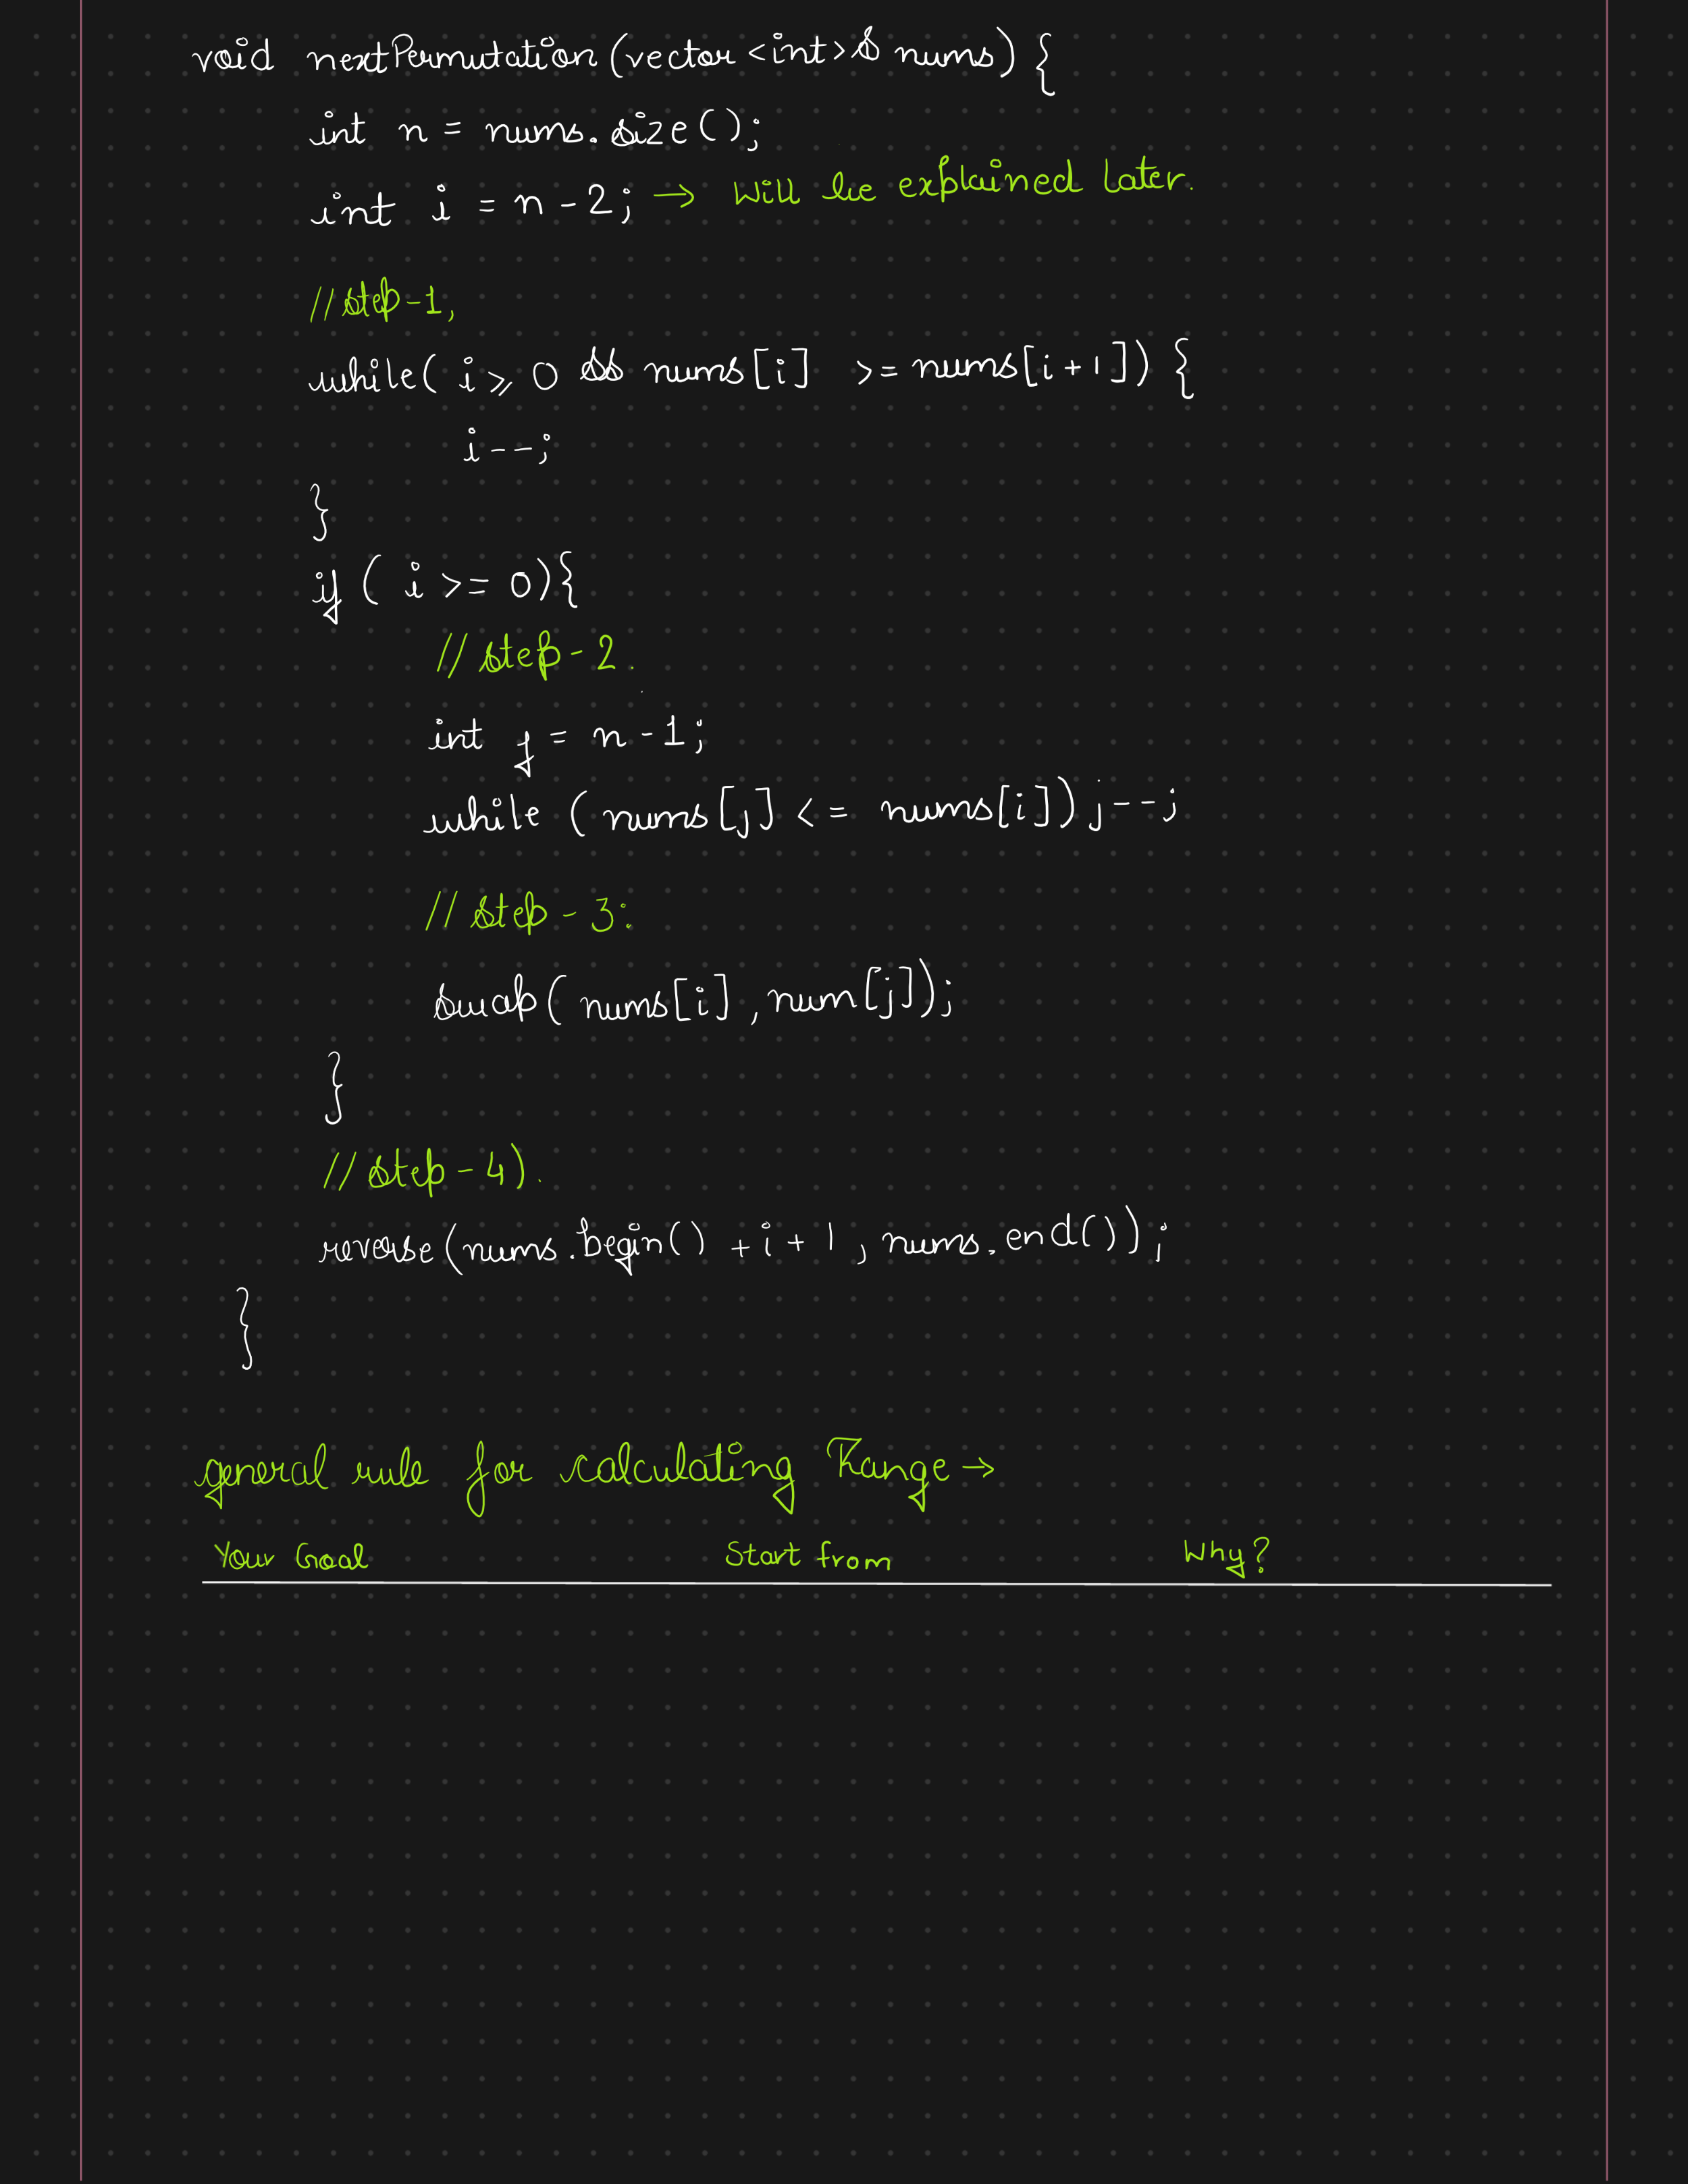 void nextPermutation (vector <int>& nums) {
int n = nums.size();
int i = n - 2; → Will be explained later.
// step-1,
while( i >= 0 && nums[i] >= nums[i+1]) {
i--;
}
if ( i >= 0){
// step-2.
int j = n-1;
while (nums[j] <= nums[i]) j--;
// step-3:
swap( nums[i], num[j]);
}
// step-4).
reverse(nums.begin() + i + 1, nums.end());
}
general rule for calculating Range →
Your Goal Start from Why?